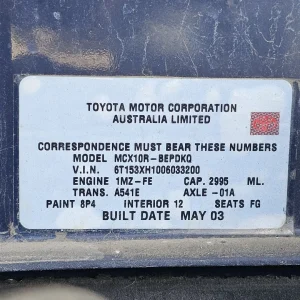 TOYOTA MOTOR CORPORATION
AUSTRALIA LIMITED
CORRESPONDENCE MUST BEAR THESE NUMBERS
MODEL MCX10R-BEPDKQ
V.I.N. 6T153XH1006033200
ENGINE 1MZ-FE CAP. 2995 ML.
TRANS. A541E AXLE -01A
PAINT 8P4 INTERIOR 12 SEATS FG
BUILT DATE MAY 03